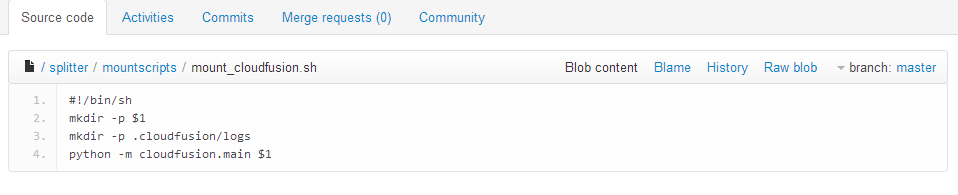 Source code Activities Commits Merge requests (0) Community
/ splitter / mountscripts / mount_cloudfusion.sh Blob content Blame History Raw blob branch: master
1. #!/bin/sh
2. mkdir -p $1
3. mkdir -p .cloudfusion/logs
4. python -m cloudfusion.main $1